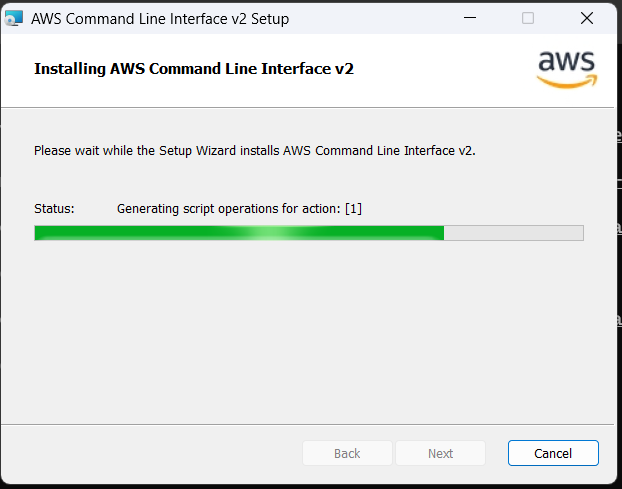 AWS Command Line Interface v2 Setup
Installing AWS Command Line Interface v2
aws
Please wait while the Setup Wizard installs AWS Command Line Interface v2.
Status: Generating script operations for action: [1]
Back Next Cancel